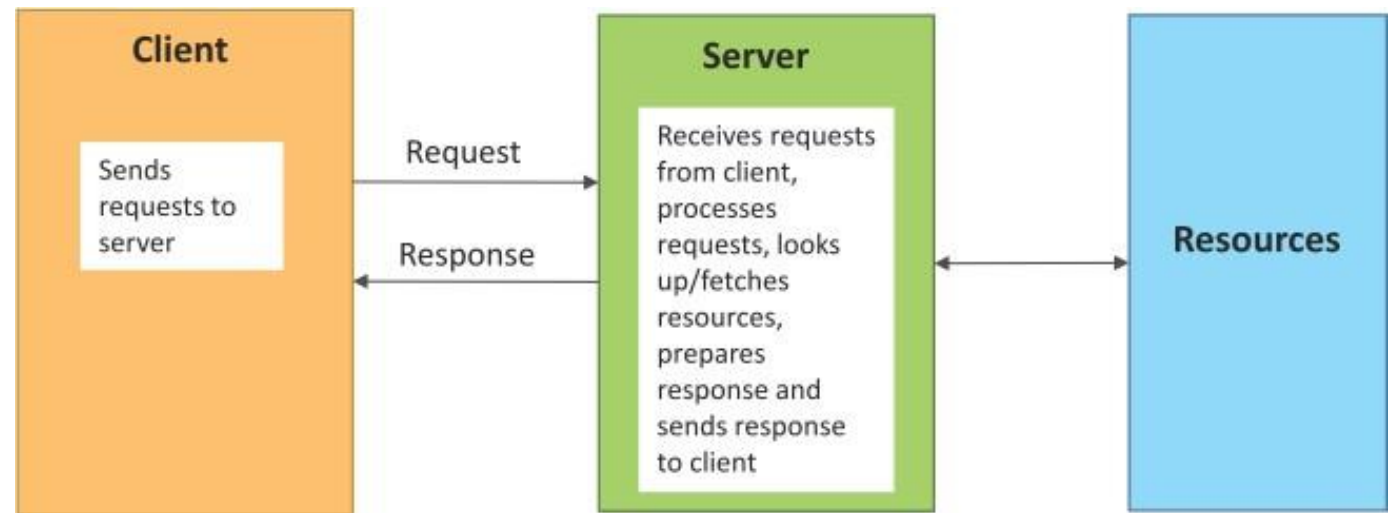 Client
Sends
requests to
server
Request
Response
Server
Receives requests
from client,
processes
requests, looks
up/fetches
resources,
prepares
response and
sends response
to client
Resources